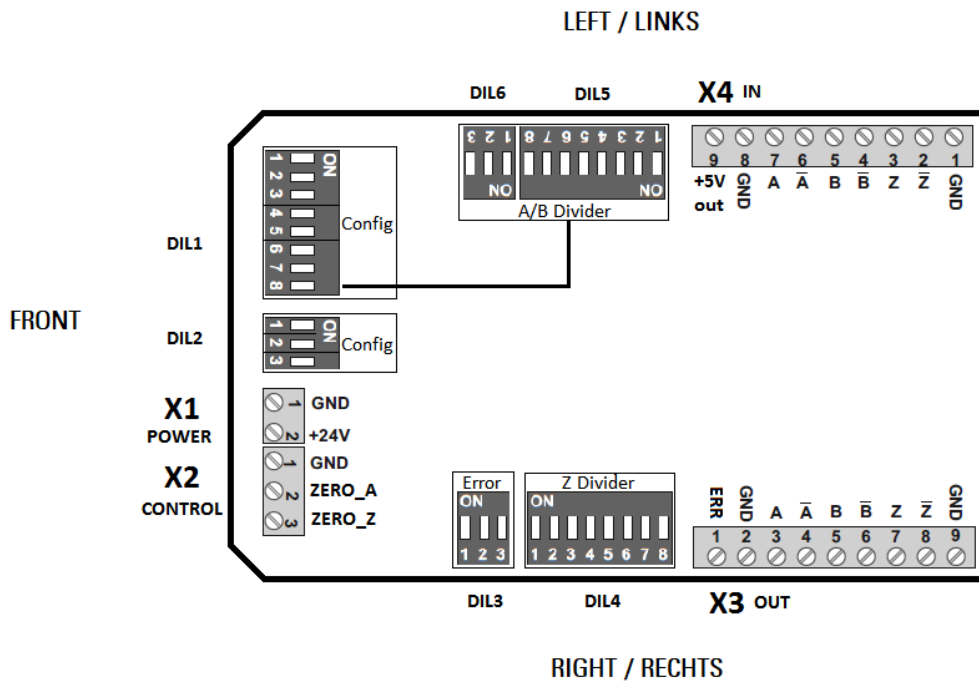 LEFT / LINKS
DIL6 DIL5 X4 IN
3 2 1 8 7 6 5 4 3 2 1
ON ON
A/B Divider
9 8 7 6 5 4 3 2 1
+5V out GND A A̅ B B̅ Z Z̅ GND
DIL1
1 2 3 4 5 6 7 8
ON
Config
FRONT
DIL2
1 2 3
ON
Config
X1
POWER
1 GND
2 +24V
X2
CONTROL
1 GND
2 ZERO_A
3 ZERO_Z
Error
ON
1 2 3
Z Divider
ON
1 2 3 4 5 6 7 8
ERR GND A A̅ B B̅ Z Z̅ GND
1 2 3 4 5 6 7 8 9
DIL3 DIL4 X3 OUT
RIGHT / RECHTS